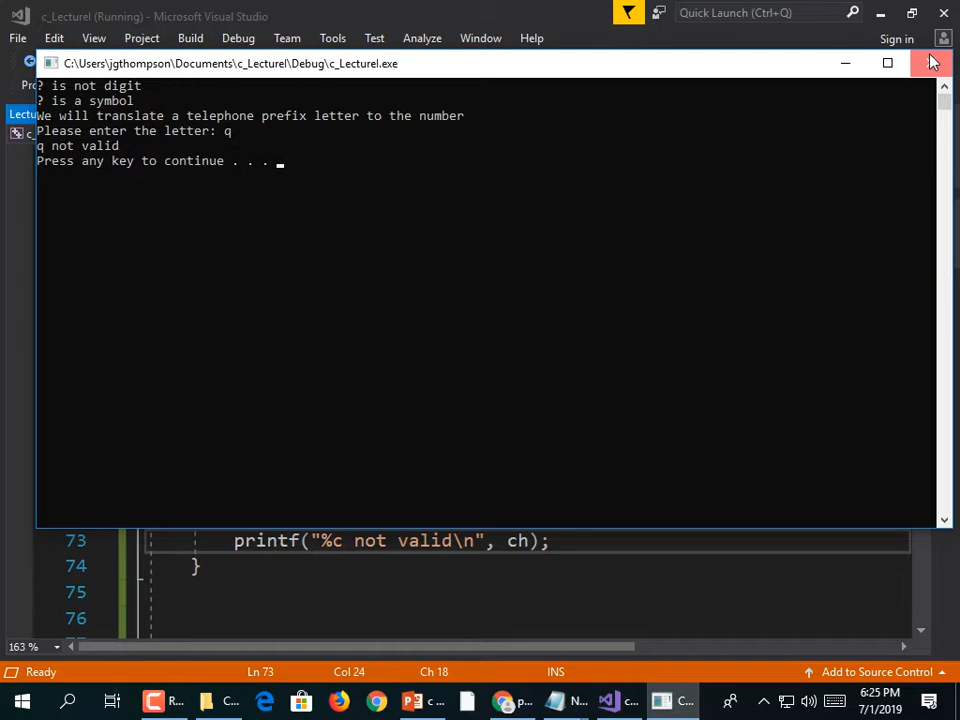 c_Lecturel (Running) - Microsoft Visual Studio
Quick Launch (Ctrl+Q)
File Edit View Project Build Debug Team Tools Test Analyze Window Help
Sign in
C:\Users\jgthompson\Documents\c_Lecturel\Debug\c_Lecturel.exe
? is not digit
? is a symbol
We will translate a telephone prefix letter to the number
Please enter the letter: q
q not valid
Press any key to continue . . .
73 printf("%c not valid\n", ch);
74 }
75
76
163 %
Ready Ln 73 Col 24 Ch 18 INS Add to Source Control
R... C... c ... p... N... c... C...
6:25 PM
7/1/2019